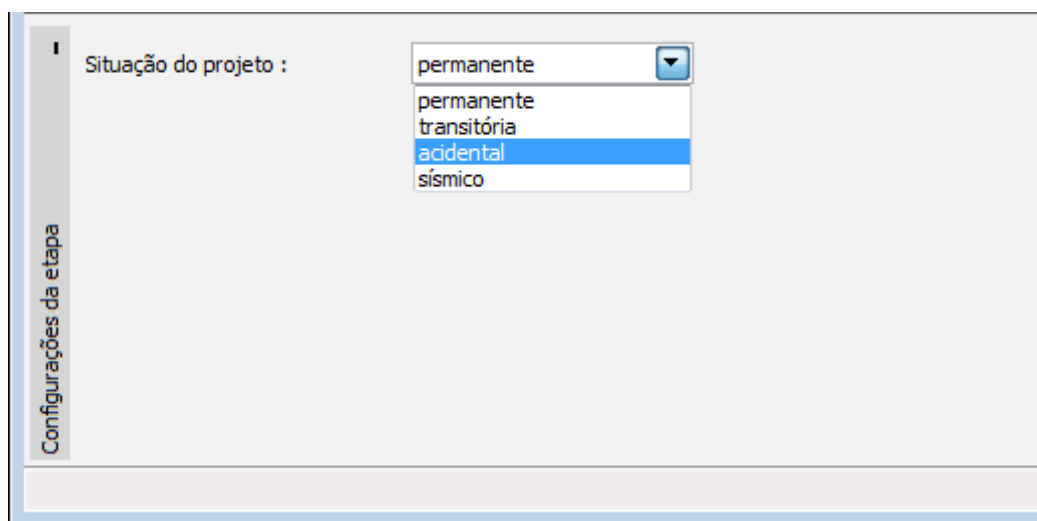 Situação do projeto :
permanente
permanente
transitória
acidental
sísmico
Configurações da etapa